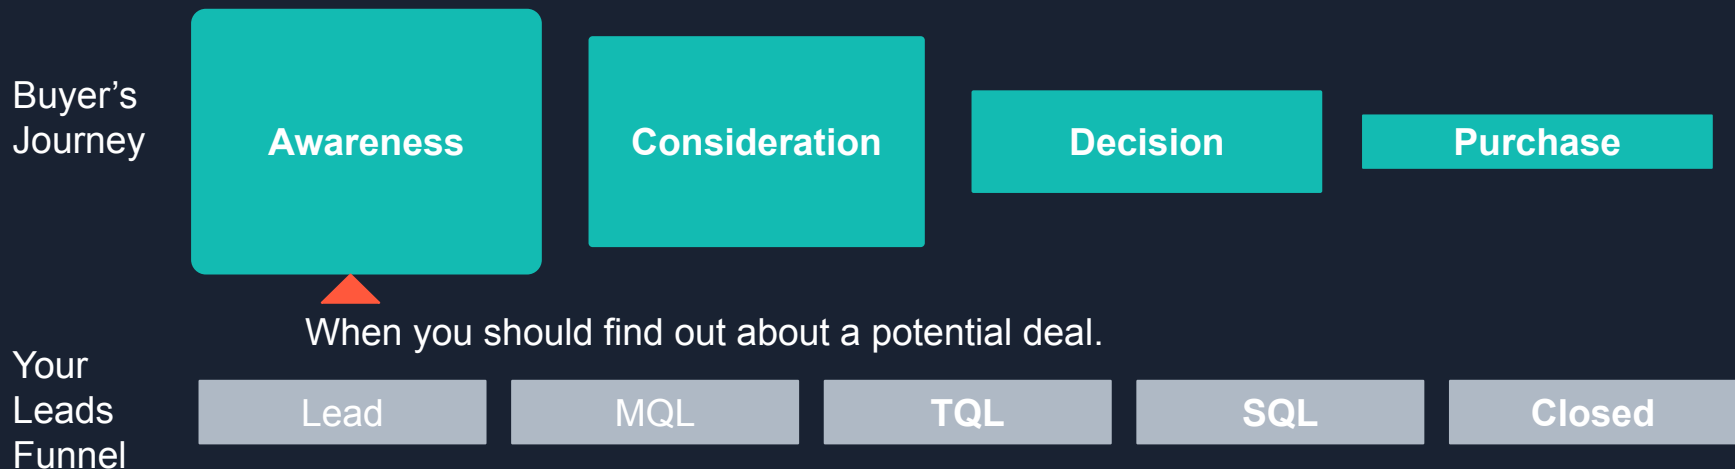 Buyer’s
Journey
Awareness
Consideration
Decision
Purchase
When you should find out about a potential deal.
Your
Leads
Funnel
Lead
MQL
TQL
SQL
Closed